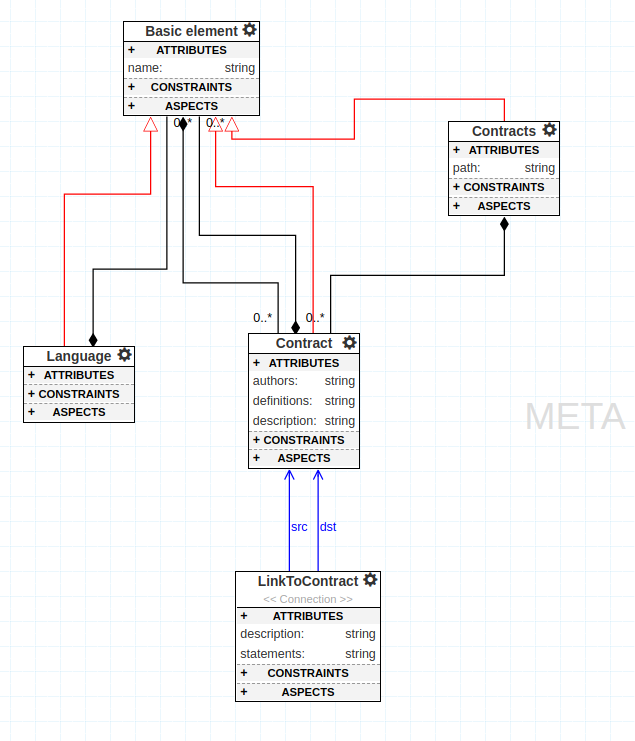 Basic element
+ ATTRIBUTES
name: string
+ CONSTRAINTS
+ ASPECTS
0..*
0..*
Contracts
+ ATTRIBUTES
path: string
+ CONSTRAINTS
+ ASPECTS
0..*
0..*
Language
+ ATTRIBUTES
+ CONSTRAINTS
+ ASPECTS
Contract
+ ATTRIBUTES
authors: string
definitions: string
description: string
+ CONSTRAINTS
+ ASPECTS
META
src
dst
LinkToContract
<< Connection >>
+ ATTRIBUTES
description: string
statements: string
+ CONSTRAINTS
+ ASPECTS